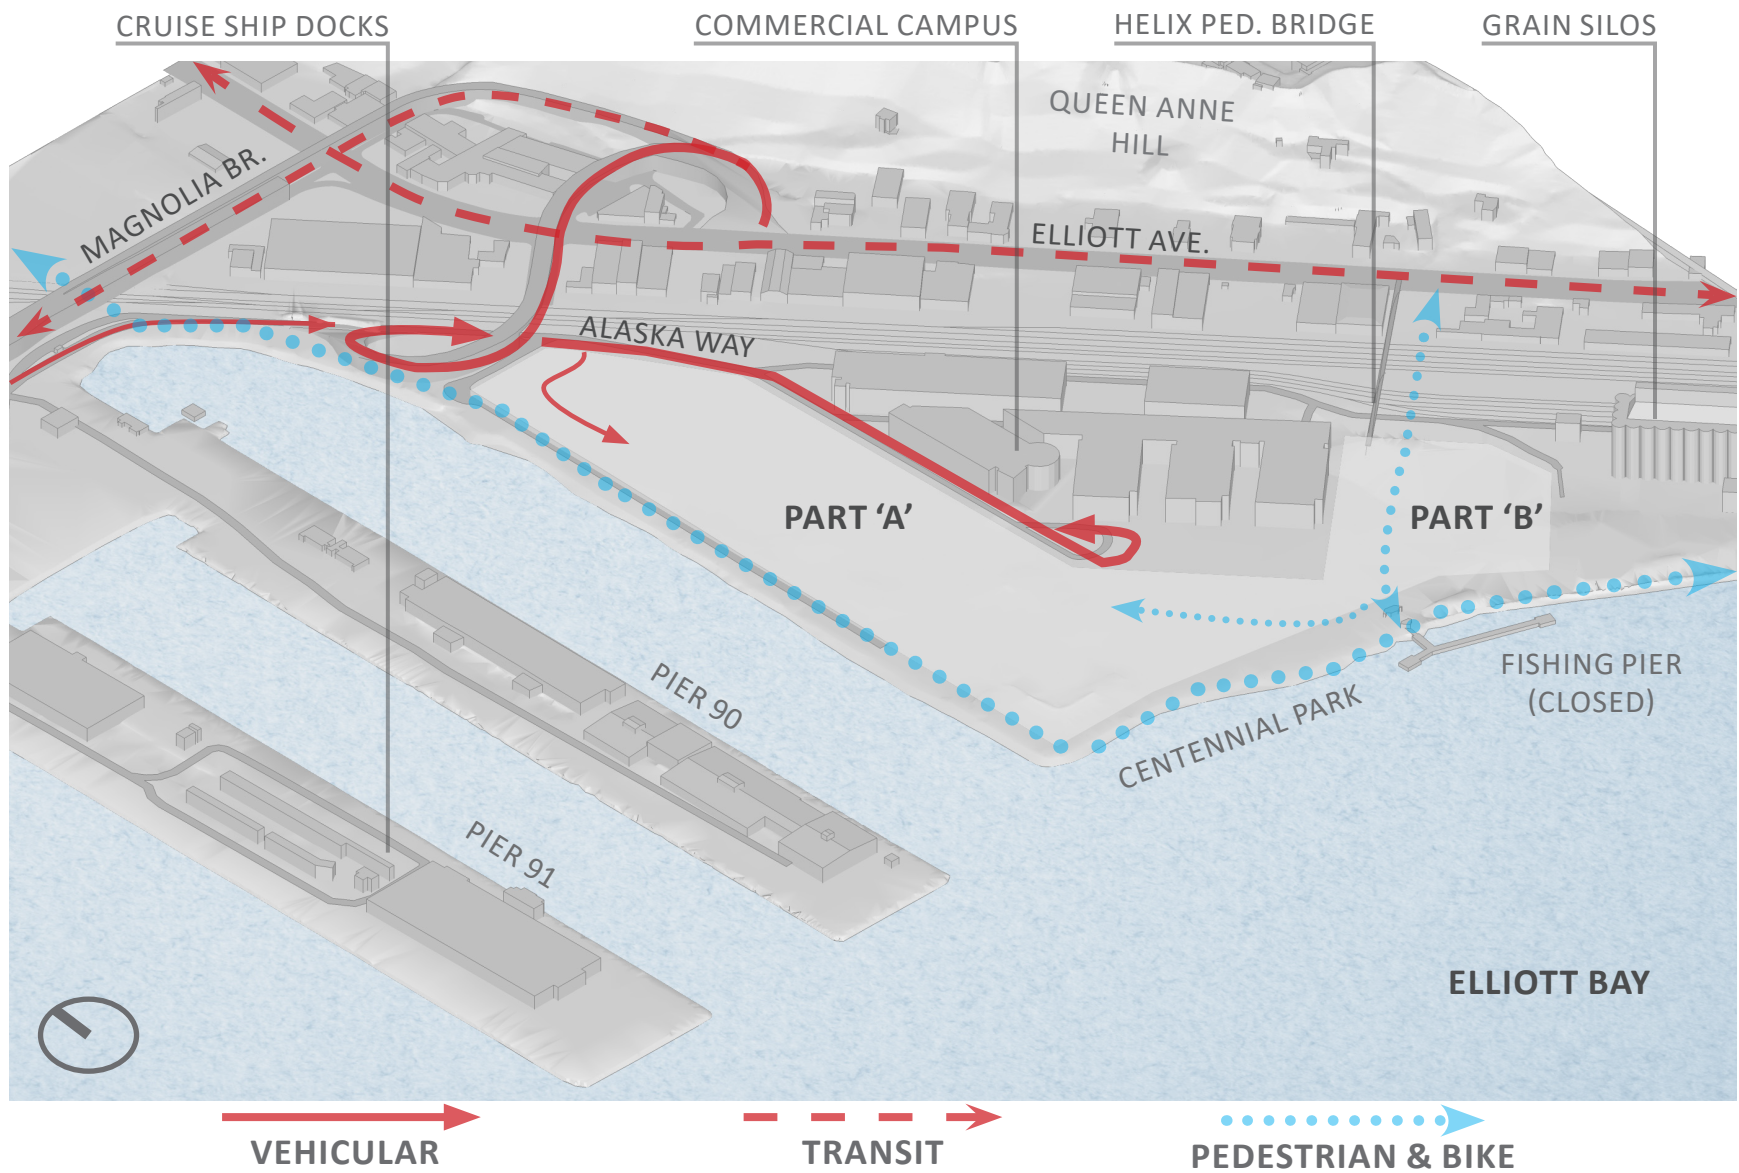 CRUISE SHIP DOCKS
COMMERCIAL CAMPUS
HELIX PED. BRIDGE
GRAIN SILOS
QUEEN ANNE
HILL
MAGNOLIA BR.
ELLIOTT AVE.
ALASKA WAY
PART ‘A’
PART ‘B’
FISHING PIER
(CLOSED)
PIER 90
CENTENNIAL PARK
PIER 91
ELLIOTT BAY
VEHICULAR
TRANSIT
PEDESTRIAN & BIKE